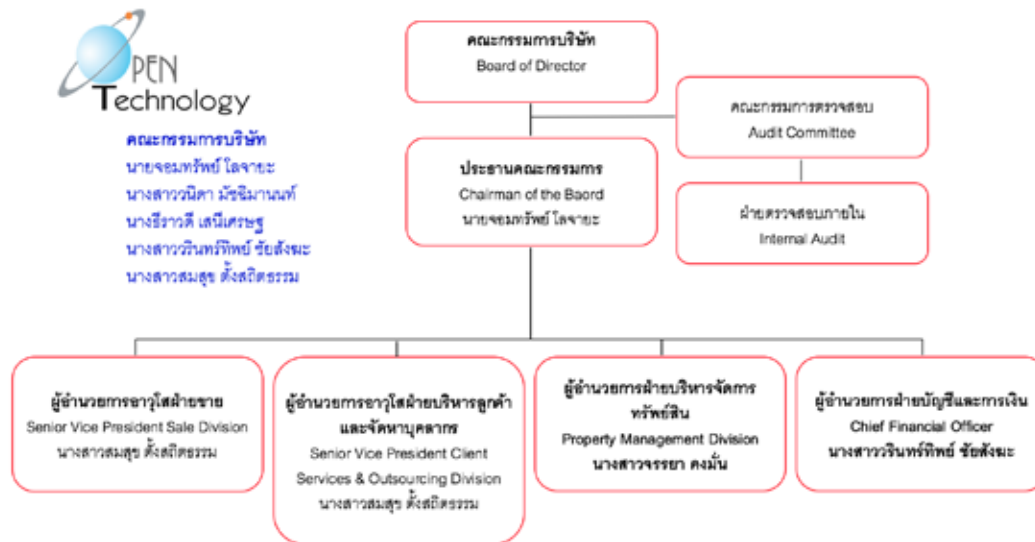 OPEN
Technology
คณะกรรมการบริษัท
นายจอมทรัพย์ โลจายะ
นางสาววนิดา มัชฉิมานนท์
นางธีราวดี เสนีเศรษฐ
นางสาววรินทร์ทิพย์ ชัยสังฆะ
นางสาวสมสุข ตั้งสถิตธรรม
คณะกรรมการบริษัท
Board of Director
คณะกรรมการตรวจสอบ
Audit Committee
ประธานคณะกรรมการ
Chairman of the Baord
นายจอมทรัพย์ โลจายะ
ฝ่ายตรวจสอบภายใน
Internal Audit
ผู้อำนวยการอาวุโสฝ่ายขาย
Senior Vice President Sale Division
นางสาวสมสุข ตั้งสถิตธรรม
ผู้อำนวยการอาวุโสฝ่ายบริหารลูกค้า
และจัดหาบุคลากร
Senior Vice President Client
Services & Outsourcing Division
นางสาวสมสุข ตั้งสถิตธรรม
ผู้อำนวยการฝ่ายบริหารจัดการ
ทรัพย์สิน
Property Management Division
นางสาวจรรยา คงมั่น
ผู้อำนวยการฝ่ายบัญชีและการเงิน
Chief Financial Officer
นางสาววรินทร์ทิพย์ ชัยสังฆะ